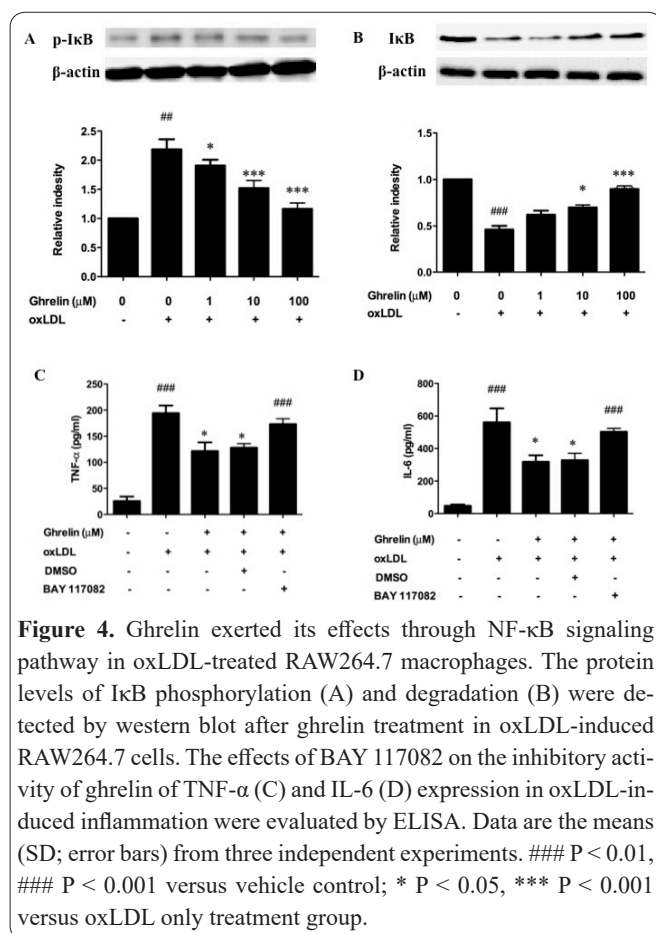 A p-IκB
β-actin
##
*
***
***
2.5
2.0
1.5
1.0
0.5
0.0
Relative indesity
Ghrelin (μM) 0 0 1 10 100
oxLDL - + + + +
B IκB
β-actin
###
*
***
1.5
1.0
0.5
0.0
Relative indesity
Ghrelin (μM) 0 0 1 10 100
oxLDL - + + + +
C
###
*
*
###
250
200
150
100
50
0
TNF-α (pg/ml)
Ghrelin (μM) - - + + +
oxLDL - + + + +
DMSO - - - + -
BAY 117082 - - - - +
D
###
*
*
###
800
600
400
200
0
IL-6 (pg/ml)
Ghrelin (μM) - - + + +
oxLDL - + + + +
DMSO - - - + -
BAY 117082 - - - - +
Figure 4. Ghrelin exerted its effects through NF-κB signaling
pathway in oxLDL-treated RAW264.7 macrophages. The protein
levels of IκB phosphorylation (A) and degradation (B) were de-
tected by western blot after ghrelin treatment in oxLDL-induced
RAW264.7 cells. The effects of BAY 117082 on the inhibitory acti-
vity of ghrelin of TNF-α (C) and IL-6 (D) expression in oxLDL-in-
duced inflammation were evaluated by ELISA. Data are the means
(SD; error bars) from three independent experiments. ### P < 0.01,
### P < 0.001 versus vehicle control; * P < 0.05, *** P < 0.001
versus oxLDL only treatment group.